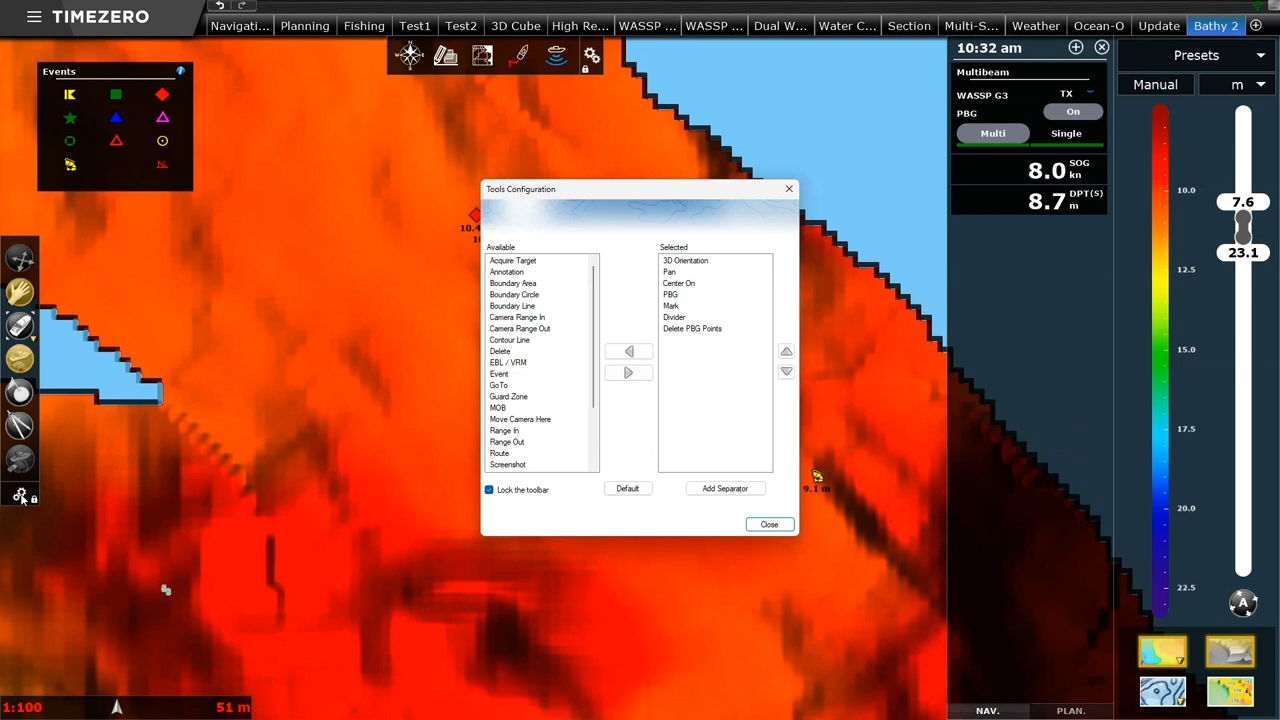 TIMEZERO
Navigati... Planning Fishing Test1 Test2 3D Cube High Re... WASSP ... WASSP ... Dual W... Water C... Section Multi-S... Weather Ocean-O Update Bathy 2
Events
10:32 am
Multibeam
WASSP G3 TX
PBG On
Multi Single
8.0 SOG kn
8.7 DPT(S) m
Presets
Manual m
7.6
23.1
10.0
12.5
15.0
17.5
20.0
22.5
A
Tools Configuration
Available
Acquire Target
Annotation
Boundary Area
Boundary Circle
Boundary Line
Camera Range In
Camera Range Out
Contour Line
Delete
EBL / VRM
Event
GoTo
Guard Zone
MOB
Move Camera Here
Range In
Range Out
Route
Screenshot
Selected
3D Orientation
Pan
Center On
PBG
Mark
Divider
Delete PBG Points
Lock the toolbar
Default
Add Separator
Close
10.4
10
9.1 m
1:100
51 m
NAV. PLAN.